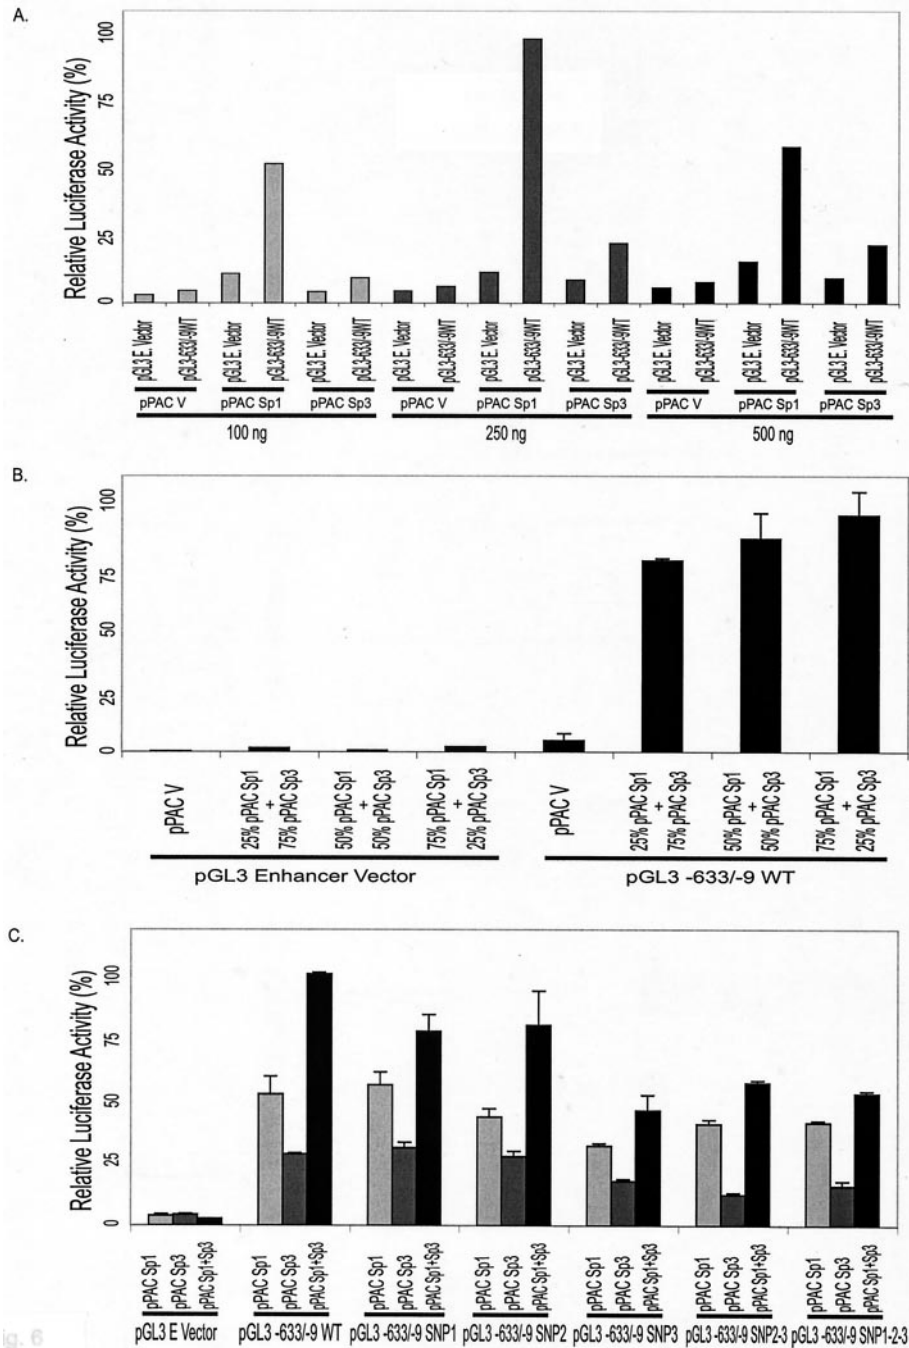 A.
Relative Luciferase Activity (%)
100
75
50
25
0
pGL3 E. Vector
pGL3-633/-9WT
pGL3 E. Vector
pGL3-633/-9WT
pGL3 E. Vector
pGL3-633/-9WT
pGL3 E. Vector
pGL3-633/-9WT
pGL3 E. Vector
pGL3-633/-9WT
pGL3 E. Vector
pGL3-633/-9WT
pGL3 E. Vector
pGL3-633/-9WT
pGL3 E. Vector
pGL3-633/-9WT
pGL3 E. Vector
pGL3-633/-9WT
pPAC V pPAC Sp1 pPAC Sp3 pPAC V pPAC Sp1 pPAC Sp3 pPAC V pPAC Sp1 pPAC Sp3
100 ng 250 ng 500 ng
B.
Relative Luciferase Activity (%)
100
75
50
25
0
pPAC V
25% pPAC Sp1
+
75% pPAC Sp3
50% pPAC Sp1
+
50% pPAC Sp3
75% pPAC Sp1
+
25% pPAC Sp3
pPAC V
25% pPAC Sp1
+
75% pPAC Sp3
50% pPAC Sp1
+
50% pPAC Sp3
75% pPAC Sp1
+
25% pPAC Sp3
pGL3 Enhancer Vector pGL3 -633/-9 WT
C.
Relative Luciferase Activity (%)
100
75
50
25
0
pPAC Sp1
pPAC Sp3
pPAC Sp1+Sp3
pPAC Sp1
pPAC Sp3
pPAC Sp1+Sp3
pPAC Sp1
pPAC Sp3
pPAC Sp1+Sp3
pPAC Sp1
pPAC Sp3
pPAC Sp1+Sp3
pPAC Sp1
pPAC Sp3
pPAC Sp1+Sp3
pPAC Sp1
pPAC Sp3
pPAC Sp1+Sp3
pPAC Sp1
pPAC Sp3
pPAC Sp1+Sp3
pGL3 E Vector pGL3 -633/-9 WT pGL3 -633/-9 SNP1 pGL3 -633/-9 SNP2 pGL3 -633/-9 SNP3 pGL3 -633/-9 SNP2-3 pGL3 -633/-9 SNP1-2-3
ig. 6